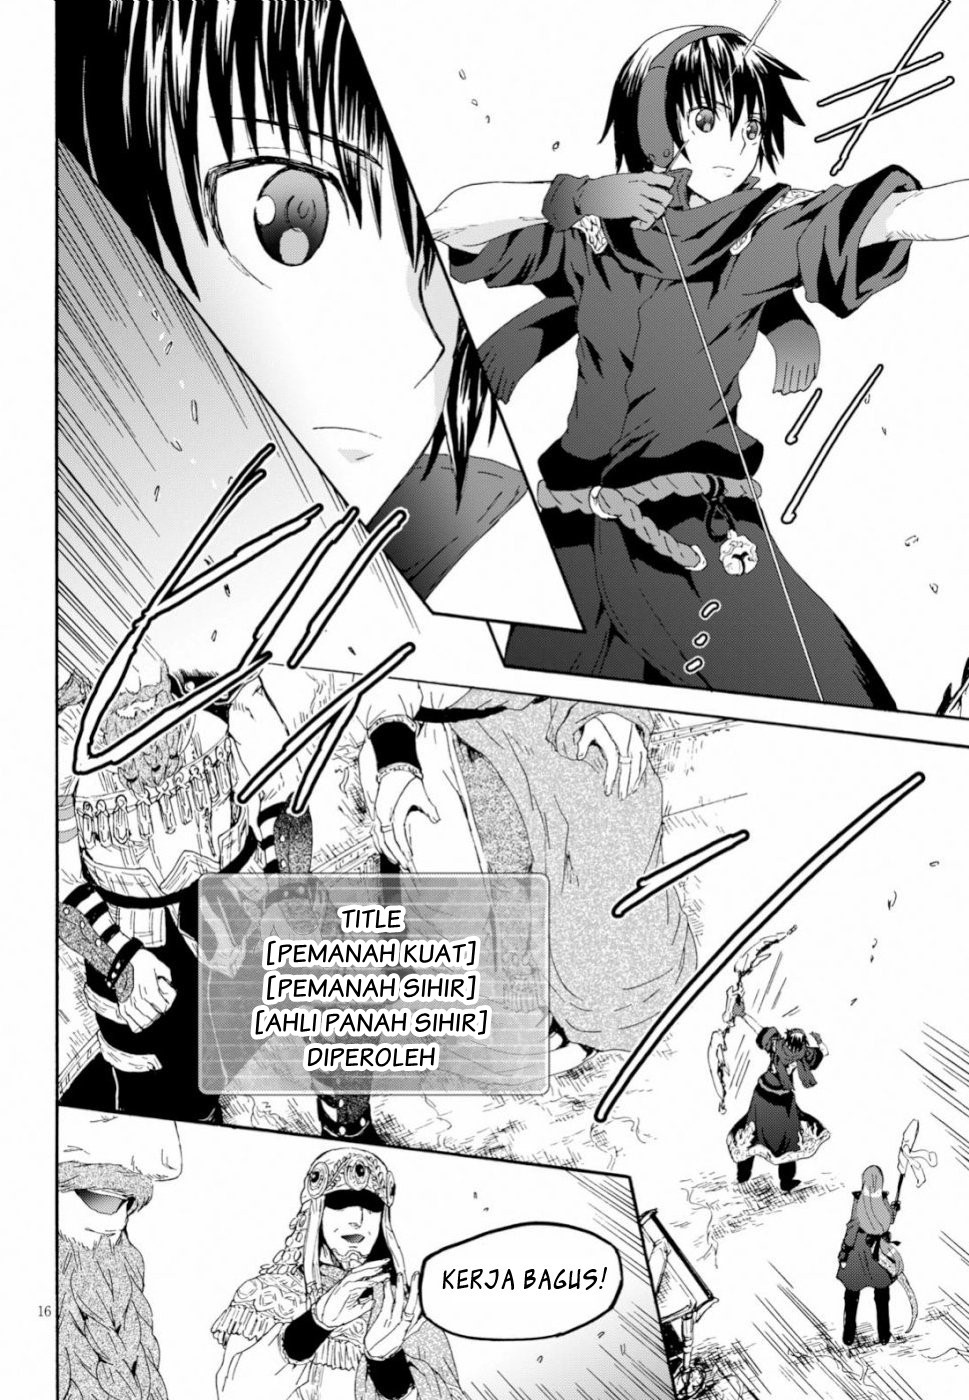 TITLE
[PEMANAH KUAT]
[PEMANAH SIHIR]
[AHLI PANAH SIHIR]
DIPEROLEH
KERJA BAGUS!
16